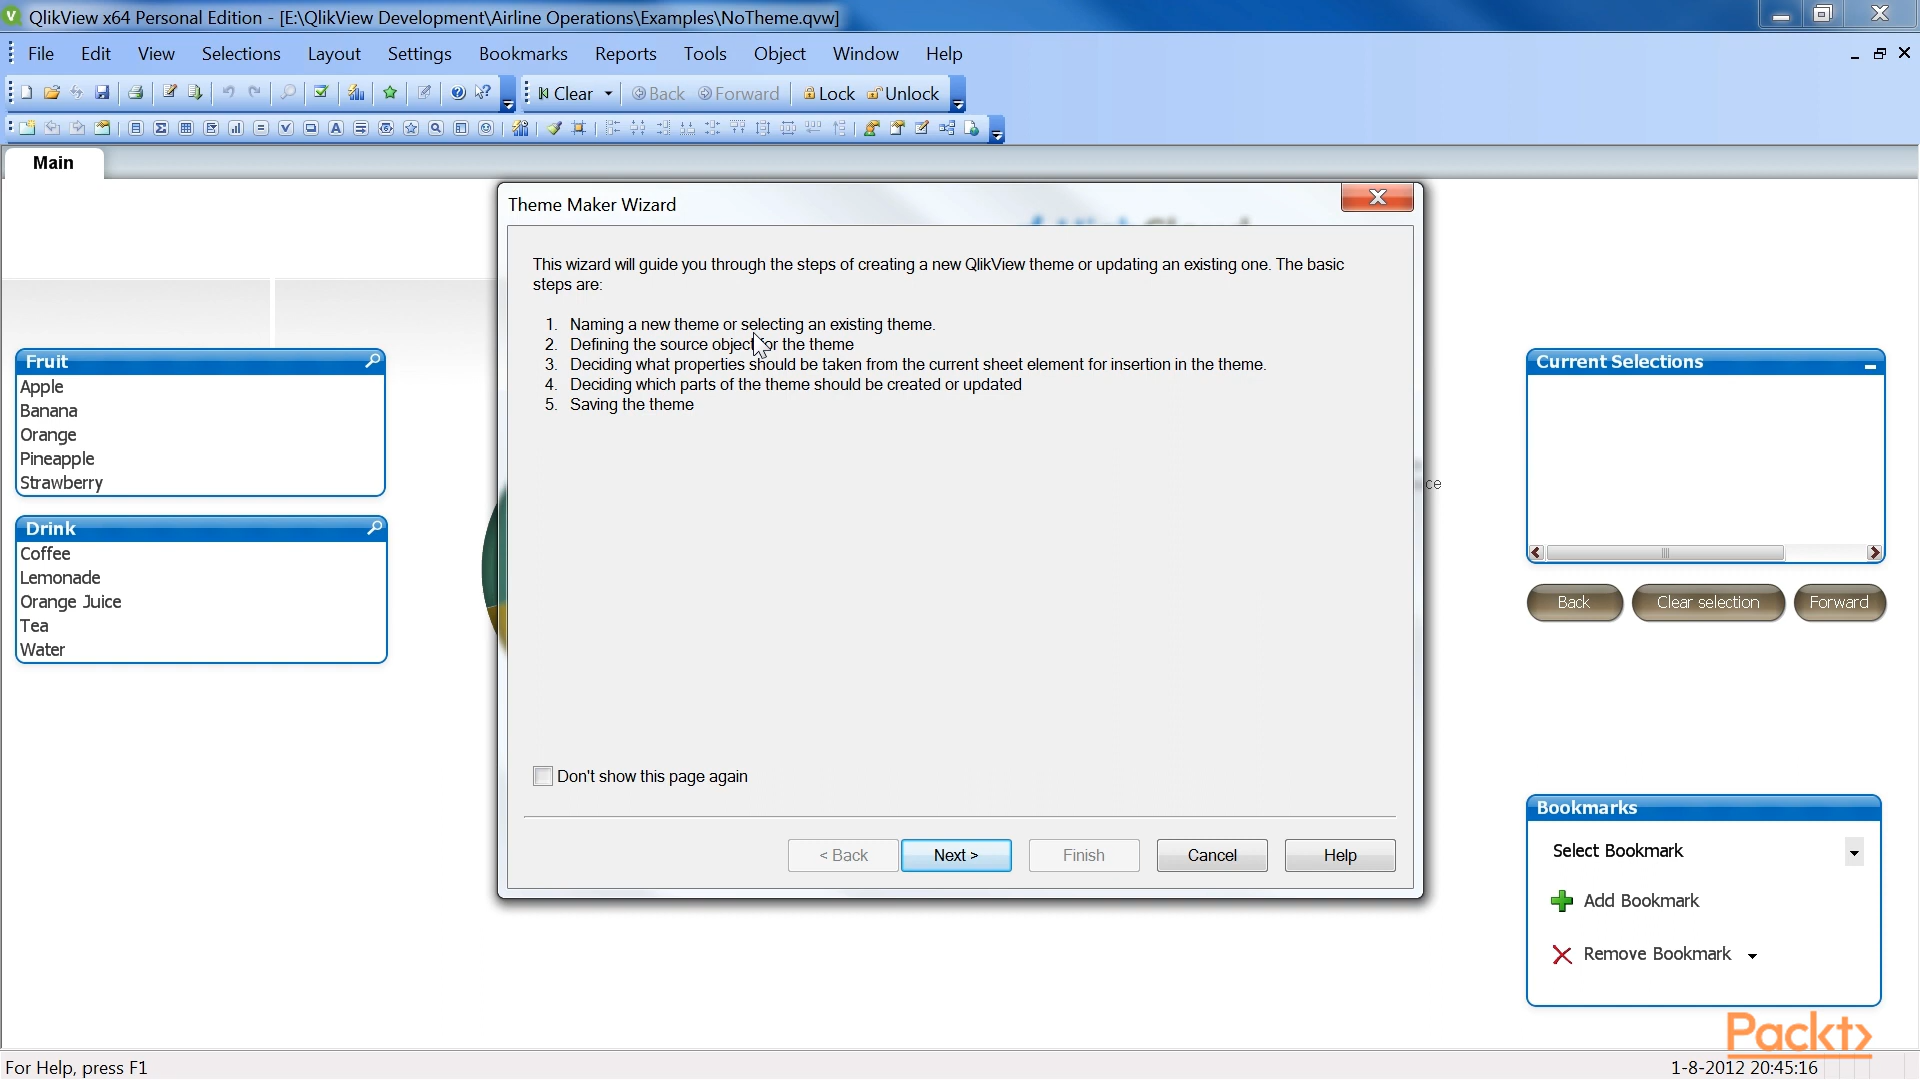 QlikView x64 Personal Edition - [E:\QlikView Development\Airline Operations\Examples\NoTheme.qvw]
File Edit View Selections Layout Settings Bookmarks Reports Tools Object Window Help
Clear Back Forward Lock Unlock
Main
Theme Maker Wizard
This wizard will guide you through the steps of creating a new QlikView theme or updating an existing one. The basic
steps are:
1. Naming a new theme or selecting an existing theme.
2. Defining the source object for the theme
3. Deciding what properties should be taken from the current sheet element for insertion in the theme.
4. Deciding which parts of the theme should be created or updated
5. Saving the theme
Don't show this page again
< Back Next > Finish Cancel Help
Fruit
Apple
Banana
Orange
Pineapple
Strawberry
Drink
Coffee
Lemonade
Orange Juice
Tea
Water
ce
Current Selections
Back Clear selection Forward
Bookmarks
Select Bookmark
Add Bookmark
Remove Bookmark
Packt>
For Help, press F1
1-8-2012 20:45:16